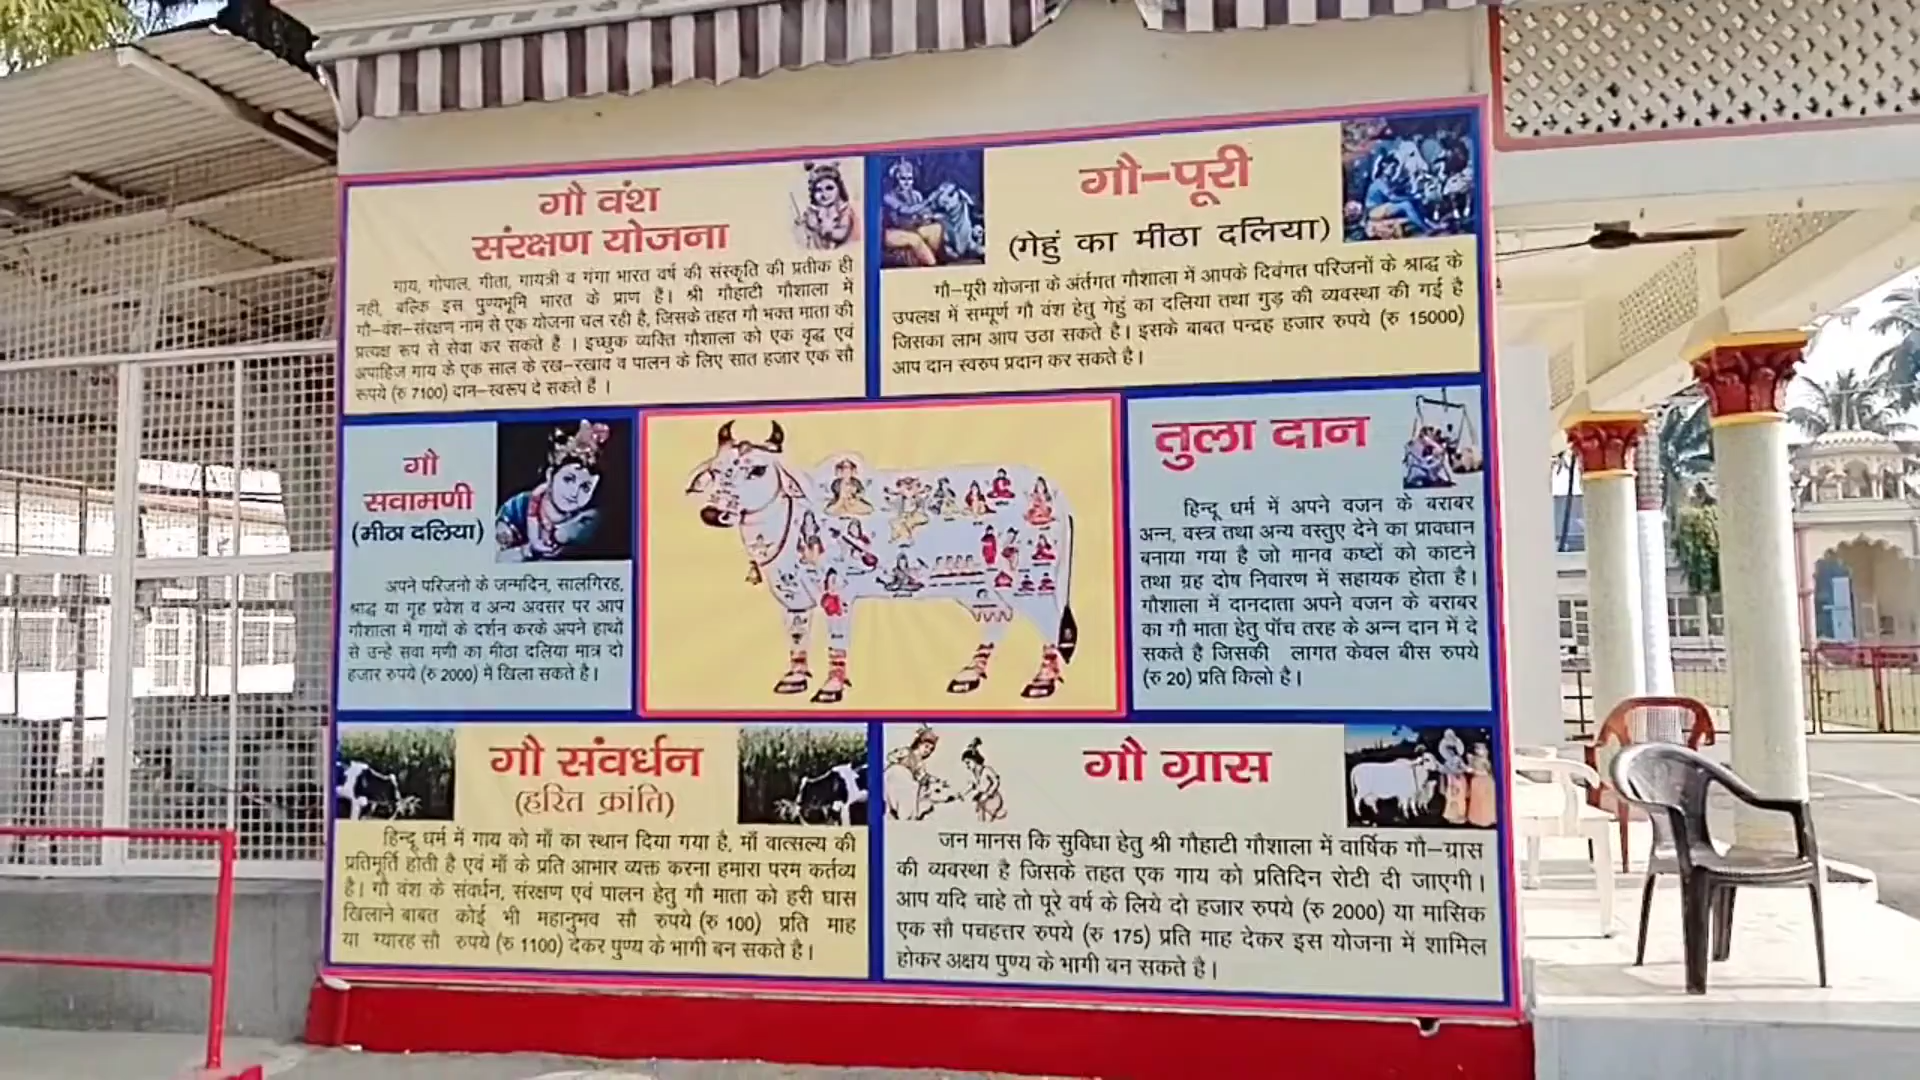 गौ वंश
संरक्षण योजना
गाय, गोपाल, गीता, गायत्री व गंगा भारत वर्ष की संस्कृति की प्रतीक ही
नही, बल्कि इस पुण्यभूमि भारत के प्राण हैं। श्री गौहाटी गौशाला में
गौ-वंश-संरक्षण नाम से एक योजना चल रही है, जिसके तहत गौ भक्त माता की
प्रत्यक्ष रूप से सेवा कर सकते हैं । इच्छुक व्यक्ति गौशाला को एक वृद्ध एवं
अपाहिज गाय के एक साल के रख-रखाव व पालन के लिए सात हजार एक सौ
रूपये (रु 7100) दान-स्वरूप दे सकते हैं ।
गौ-पूरी
(गेहुं का मीठा दलिया)
गौ-पूरी योजना के अंर्तगत गौशाला में आपके दिवंगत परिजनों के श्राद्ध के
उपलक्ष में सम्पूर्ण गौ वंश हेतु गेहुं का दलिया तथा गुड़ की व्यवस्था की गई है
जिसका लाभ आप उठा सकते है। इसके बाबत पन्द्रह हजार रुपये (रु 15000)
आप दान स्वरुप प्रदान कर सकते है।
गौ
सवामणी
(मीठा दलिया)
अपने परिजनो के जन्मदिन, सालगिरह,
श्राद्ध या गृह प्रवेश व अन्य अवसर पर आप
गौशाला में गायों के दर्शन करके अपने हाथों
से उन्हे सवा मणी का मीठा दलिया मात्र दो
हजार रुपये (रु 2000) में खिला सकते है।
तुला दान
हिन्दू धर्म में अपने वजन के बराबर
अन्न, वस्त्र तथा अन्य वस्तुए देने का प्रावधान
बनाया गया है जो मानव कष्टों को काटने
तथा ग्रह दोष निवारण में सहायक होता है।
गौशाला में दानदाता अपने वजन के बराबर
का गौ माता हेतु पॉच तरह के अन्न दान में दे
सकते है जिसकी लागत केवल बीस रुपये
(रु 20) प्रति किलो है।
गौ संवर्धन
(हरित क्रांति)
हिन्दू धर्म में गाय को माँ का स्थान दिया गया है, माँ वात्सल्य की
प्रतिमूर्ति होती है एवं माँ के प्रति आभार व्यक्त करना हमारा परम कर्तव्य
है। गौ वंश के संवर्धन, संरक्षण एवं पालन हेतु गौ माता को हरी घास
खिलाने बाबत कोई भी महानुभव सौ रुपये (रु 100) प्रति माह
या ग्यारह सौ रुपये (रु 1100) देकर पुण्य के भागी बन सकते है।
गौ ग्रास
जन मानस कि सुविधा हेतु श्री गौहाटी गौशाला में वार्षिक गौ-ग्रास
की व्यवस्था है जिसके तहत एक गाय को प्रतिदिन रोटी दी जाएगी।
आप यदि चाहे तो पूरे वर्ष के लिये दो हजार रुपये (रु 2000) या मासिक
एक सौ पचहत्तर रुपये (रु 175) प्रति माह देकर इस योजना में शामिल
होकर अक्षय पुण्य के भागी बन सकते है।